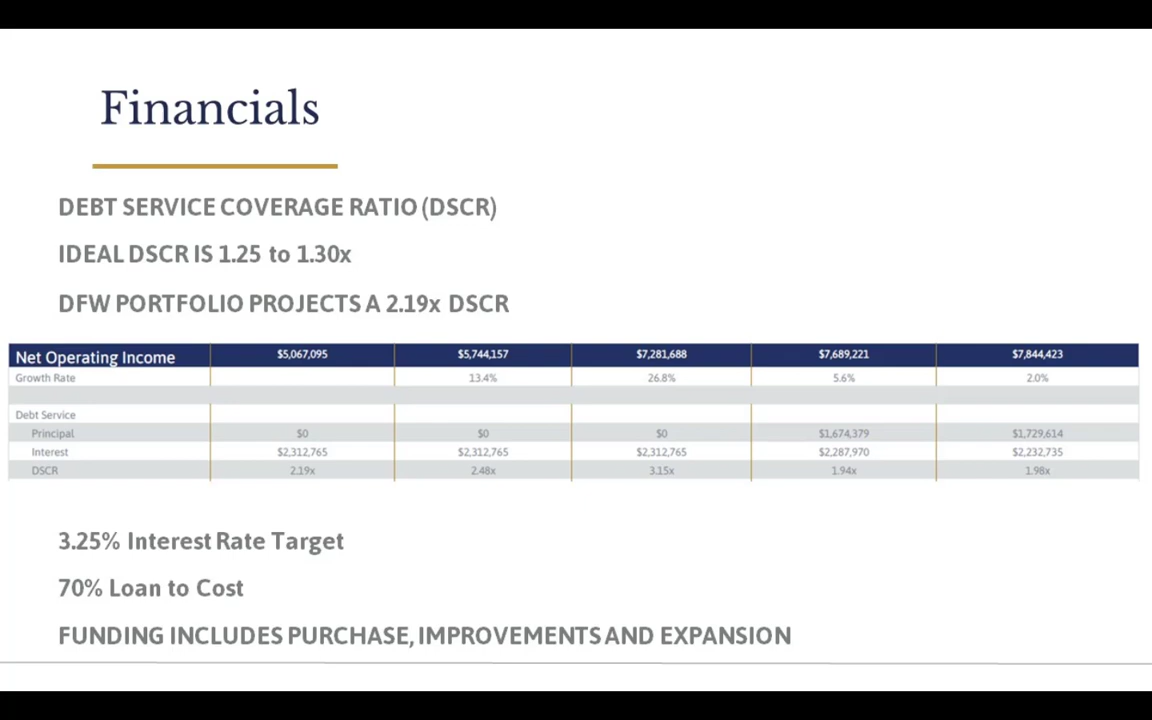 Financials
DEBT SERVICE COVERAGE RATIO (DSCR)
IDEAL DSCR IS 1.25 to 1.30x
DFW PORTFOLIO PROJECTS A 2.19x DSCR
Net Operating Income $5,067,095 $5,744,157 $7,281,688 $7,689,221 $7,844,423
Growth Rate 13.4% 26.8% 5.6% 2.0%
Debt Service
Principal $0 $0 $0 $1,674,379 $1,729,614
Interest $2,312,765 $2,312,765 $2,312,765 $2,287,970 $2,232,735
DSCR 2.19x 2.48x 3.15x 1.94x 1.98x
3.25% Interest Rate Target
70% Loan to Cost
FUNDING INCLUDES PURCHASE, IMPROVEMENTS AND EXPANSION